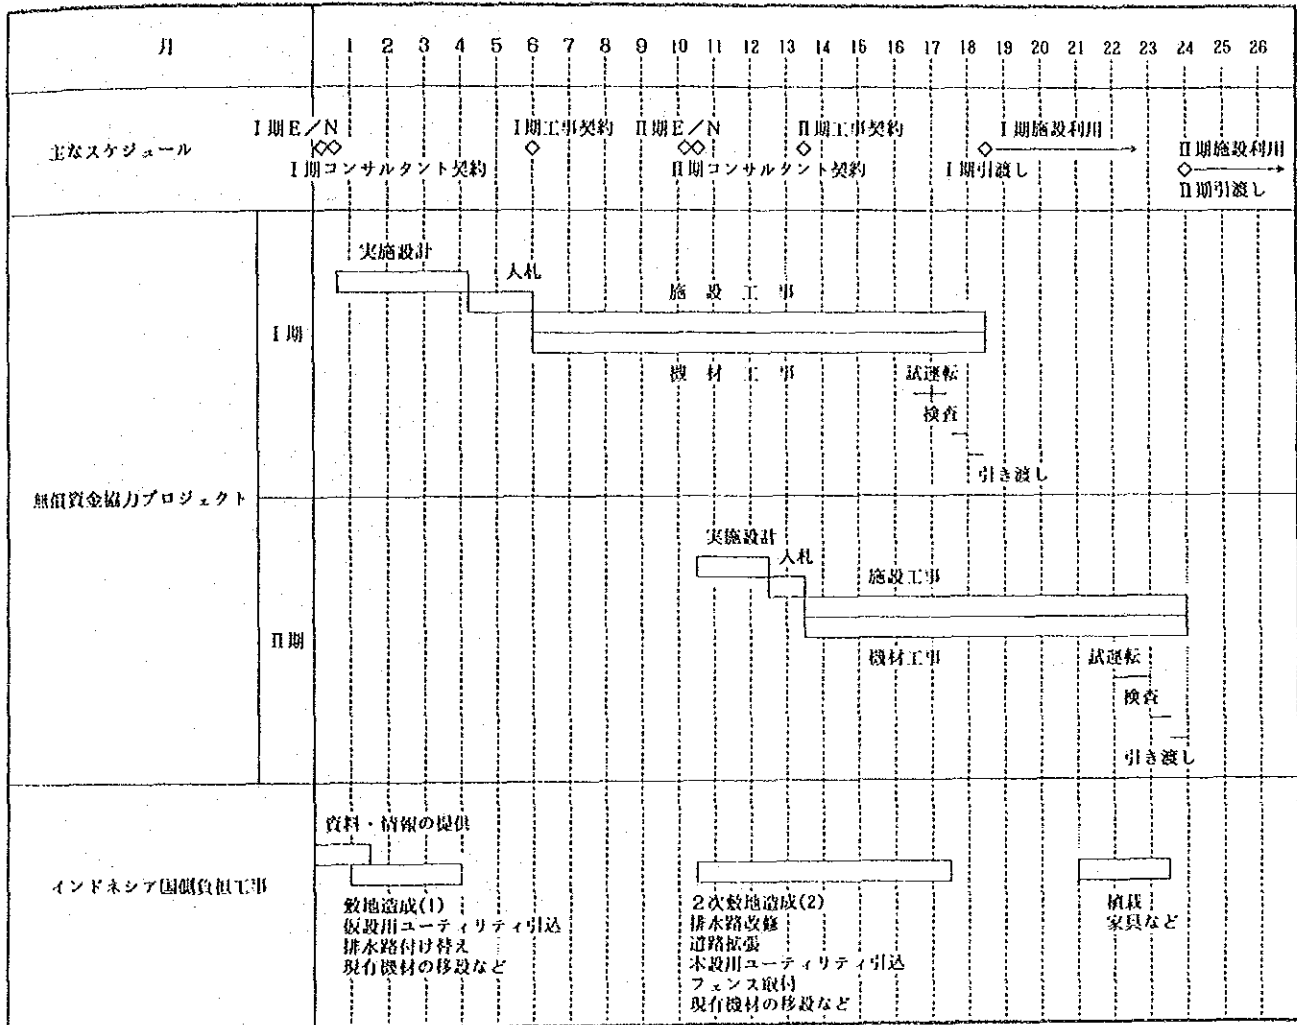 月 1 2 3 4 5 6 7 8 9 10 11 12 13 14 15 16 17 18 19 20 21 22 23 24 25 26
主なスケジュール
Ⅰ期E／N
Ⅰ期コンサルタント契約
Ⅰ期工事契約
Ⅱ期E／N
Ⅱ期コンサルタント契約
Ⅱ期工事契約
Ⅰ期施設利用
Ⅰ期引渡し
Ⅱ期施設利用
Ⅱ期引渡し
無償資金協力プロジェクト
Ⅰ期
実施設計
入札
施設工事
機材工事
試運転
検査
引き渡し
Ⅱ期
実施設計
入札
施設工事
機材工事
試運転
検査
引き渡し
インドネシア国側負担工事
資料・情報の提供
敷地造成(1)
仮設用ユーティリティ引込
排水路付け替え
現有機材の移設など
2次敷地造成(2)
排水路改修
道路拡張
本設用ユーティリティ引込
フェンス取付
現有機材の移設など
植栽
家具など